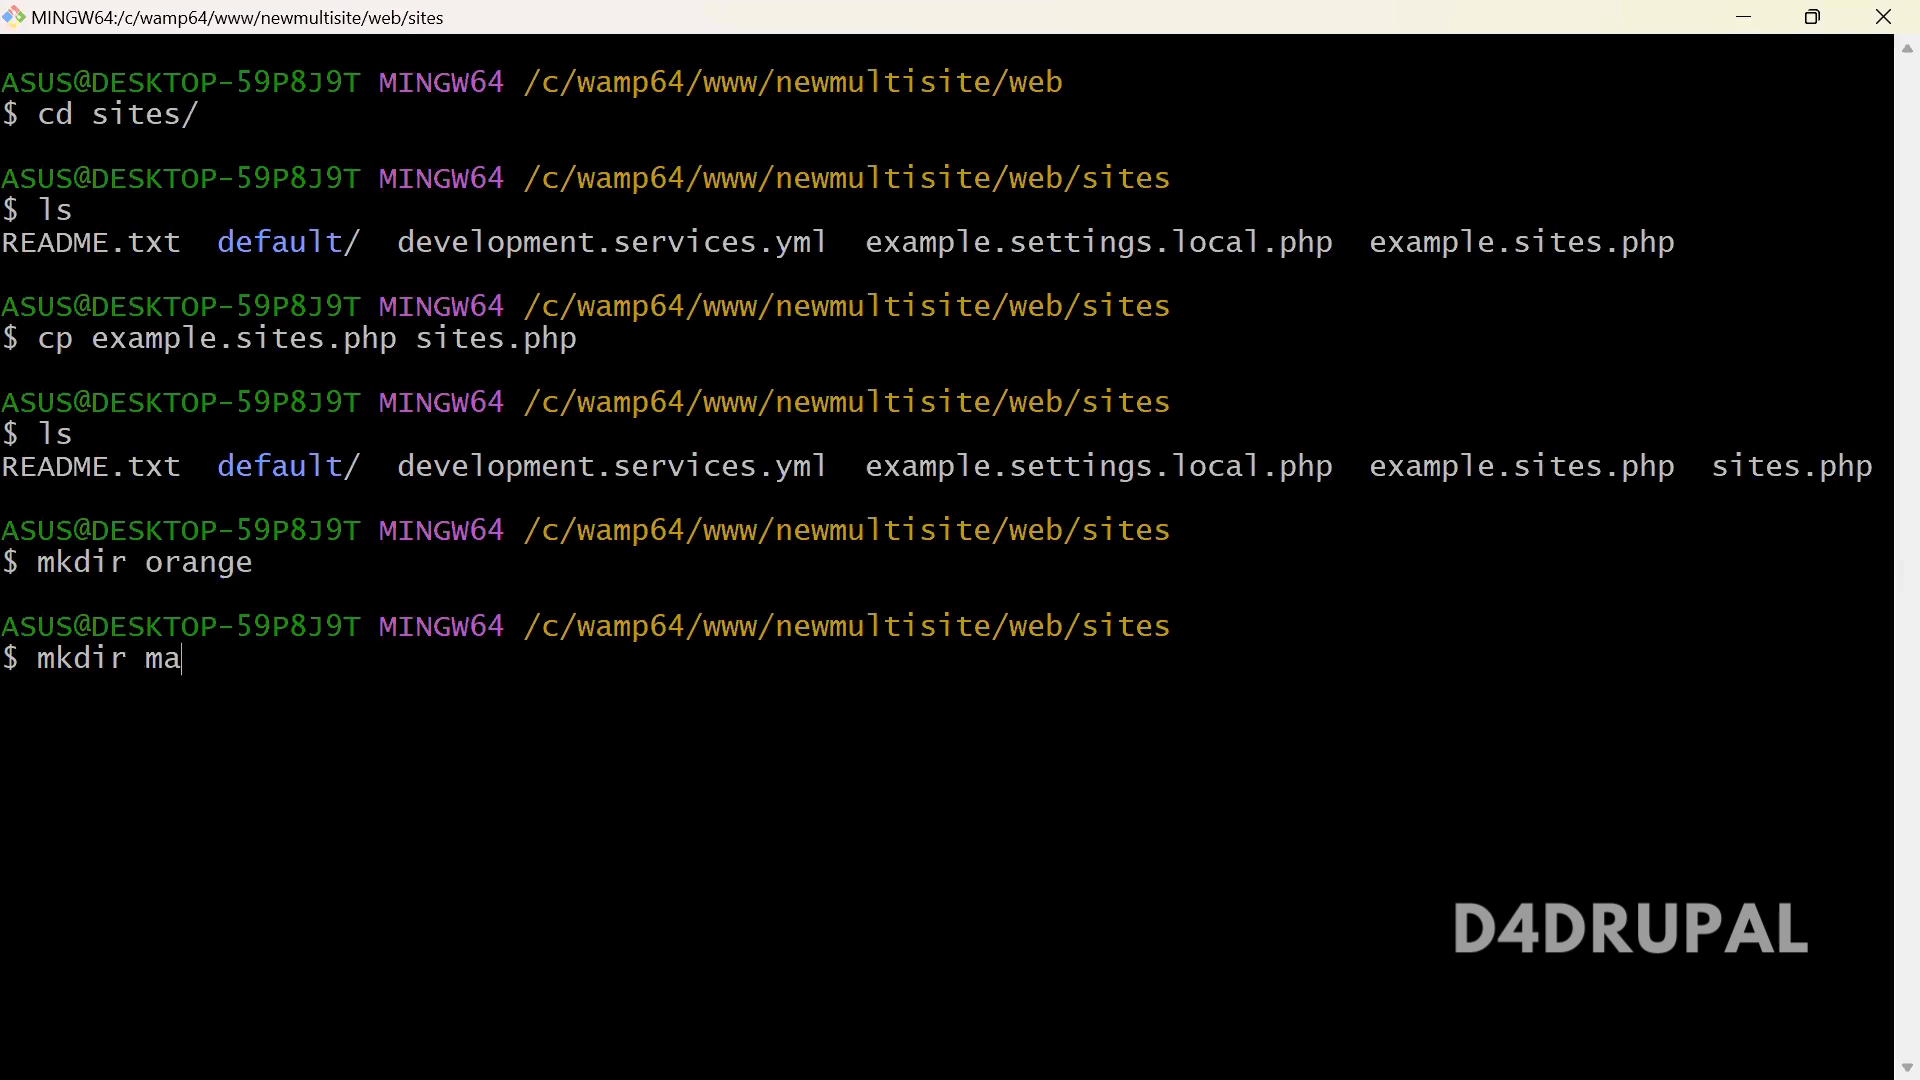 MINGW64:/c/wamp64/www/newmultisite/web/sites
ASUS@DESKTOP-59P8J9T MINGW64 /c/wamp64/www/newmultisite/web
$ cd sites/
ASUS@DESKTOP-59P8J9T MINGW64 /c/wamp64/www/newmultisite/web/sites
$ ls
README.txt  default/  development.services.yml  example.settings.local.php  example.sites.php
ASUS@DESKTOP-59P8J9T MINGW64 /c/wamp64/www/newmultisite/web/sites
$ cp example.sites.php sites.php
ASUS@DESKTOP-59P8J9T MINGW64 /c/wamp64/www/newmultisite/web/sites
$ ls
README.txt  default/  development.services.yml  example.settings.local.php  example.sites.php  sites.php
ASUS@DESKTOP-59P8J9T MINGW64 /c/wamp64/www/newmultisite/web/sites
$ mkdir orange
ASUS@DESKTOP-59P8J9T MINGW64 /c/wamp64/www/newmultisite/web/sites
$ mkdir ma
D4DRUPAL